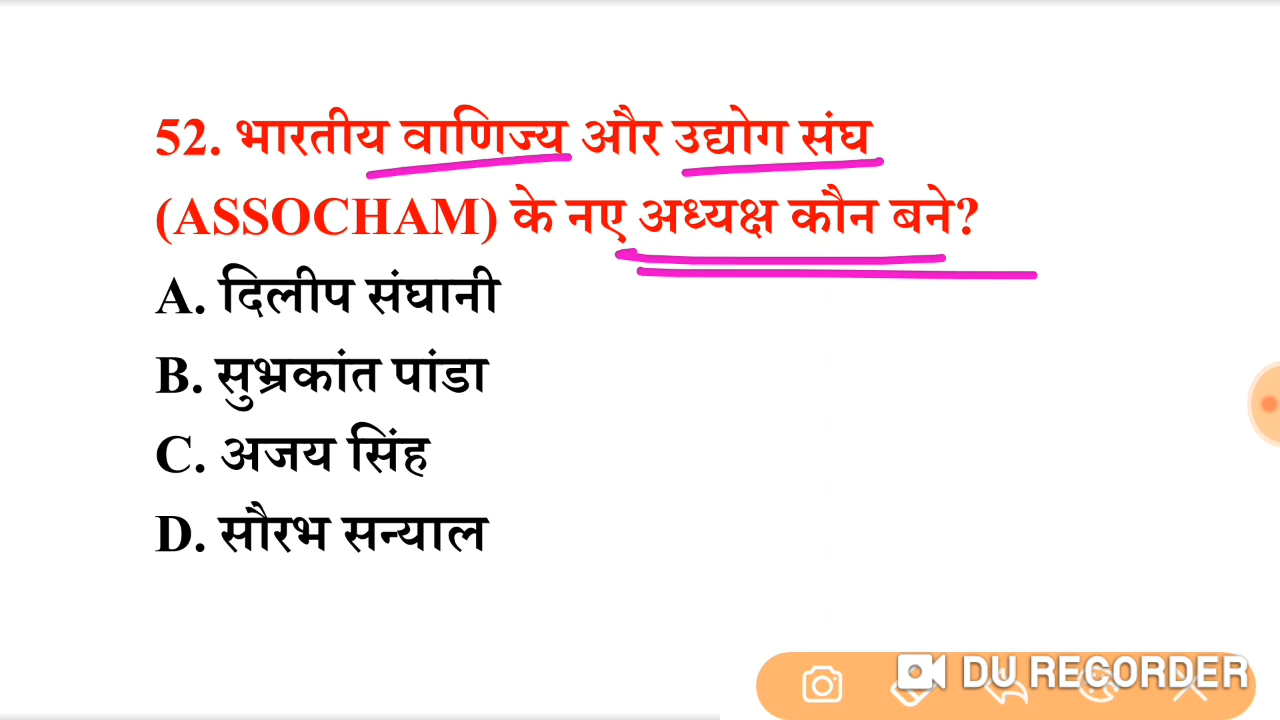 52. भारतीय वाणिज्य और उद्योग संघ
(ASSOCHAM) के नए अध्यक्ष कौन बने?
A. दिलीप संघानी
B. सुभ्रकांत पांडा
C. अजय सिंह
D. सौरभ सन्याल
DU RECORDER